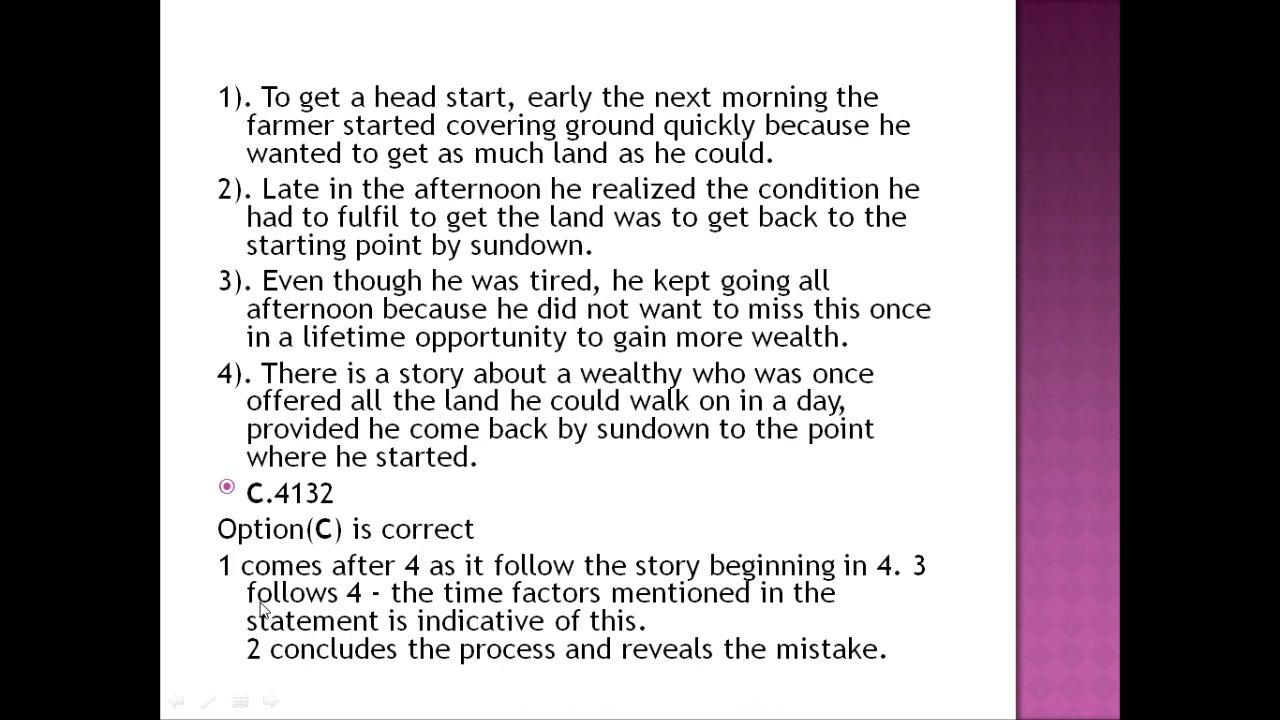 1). To get a head start, early the next morning the
farmer started covering ground quickly because he
wanted to get as much land as he could.
2). Late in the afternoon he realized the condition he
had to fulfil to get the land was to get back to the
starting point by sundown.
3). Even though he was tired, he kept going all
afternoon because he did not want to miss this once
in a lifetime opportunity to gain more wealth.
4). There is a story about a wealthy who was once
offered all the land he could walk on in a day,
provided he come back by sundown to the point
where he started.
C.4132
Option(C) is correct
1 comes after 4 as it follow the story beginning in 4. 3
follows 4 - the time factors mentioned in the
statement is indicative of this.
2 concludes the process and reveals the mistake.